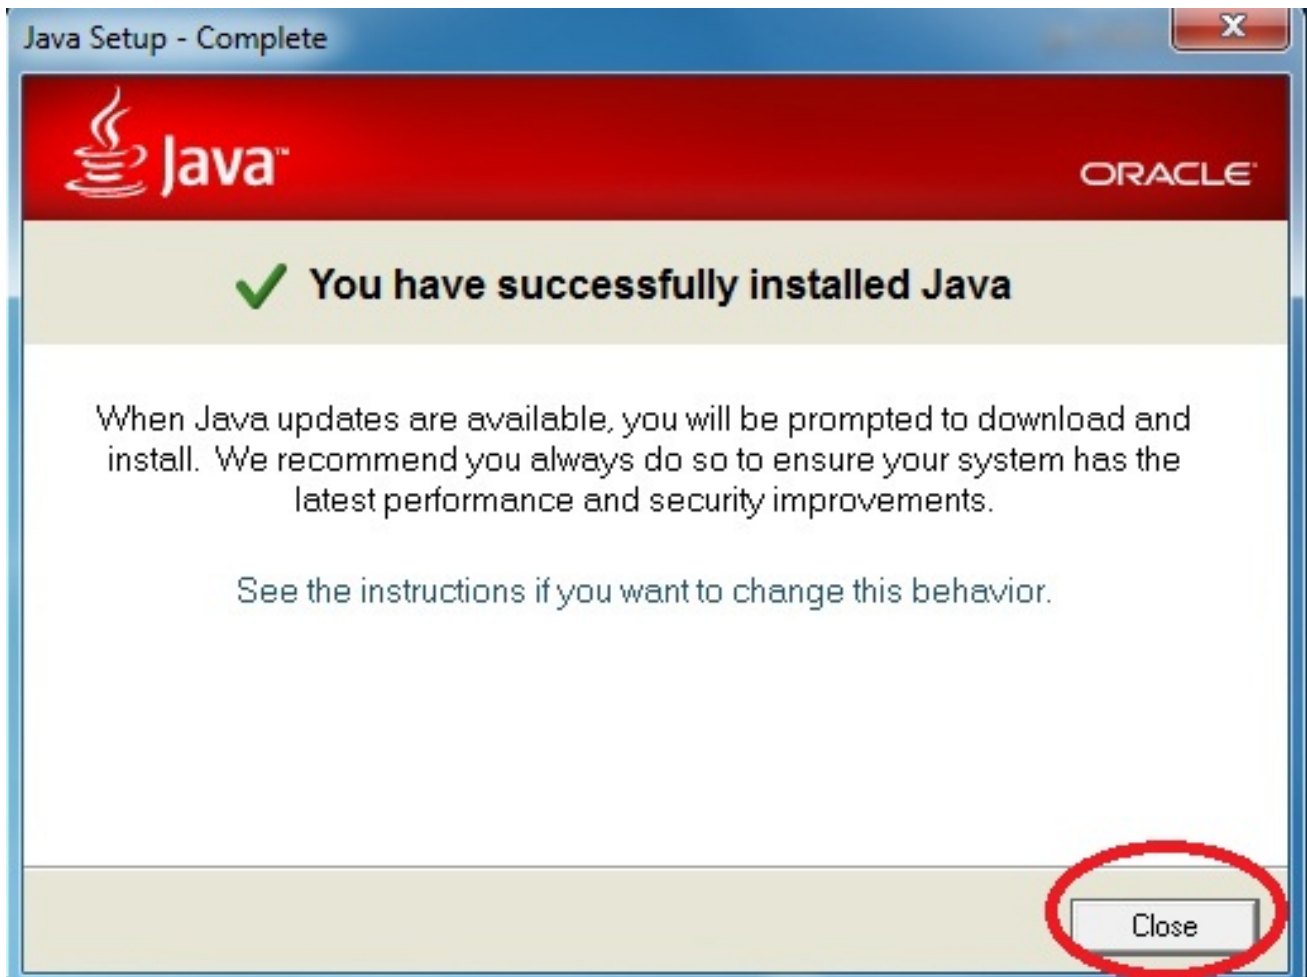 Java Setup - Complete
x
Java™
ORACLE®
You have successfully installed Java
When Java updates are available, you will be prompted to download and
install. We recommend you always do so to ensure your system has the
latest performance and security improvements.
See the instructions if you want to change this behavior.
Close